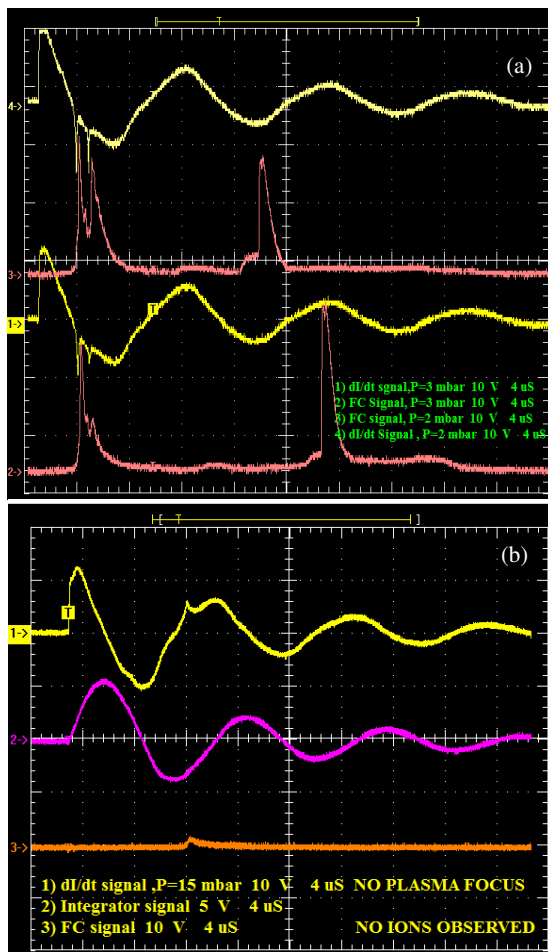 T
(a)
4->
3->
1->
T
1) dI/dt sgnal,P=3 mbar 10 V 4 uS
2) FC Signal, P=3 mbar 10 V 4 uS
3) FC signal, P=2 mbar 10 V 4 uS
4) dI/dt Signal , P=2 mbar 10 V 4 uS
2->
T
(b)
T
1->
2->
3->
1) dI/dt signal ,P=15 mbar 10 V 4 uS NO PLASMA FOCUS
2) Integrator signal 5 V 4 uS
3) FC signal 10 V 4 uS NO IONS OBSERVED